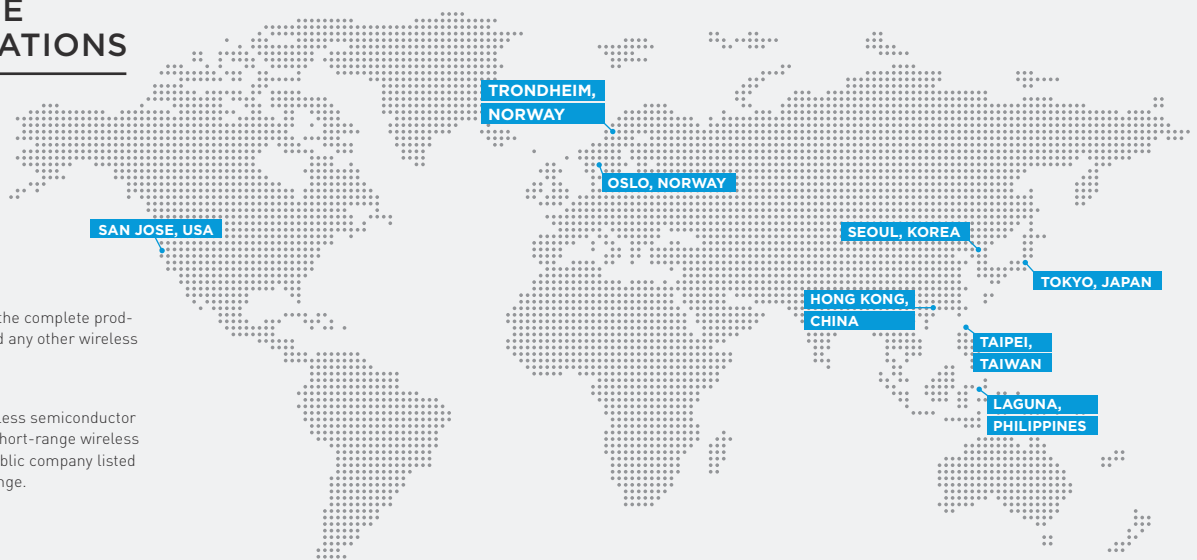 E
ATIONS
TRONDHEIM,
NORWAY
OSLO, NORWAY
SAN JOSE, USA
SEOUL, KOREA
TOKYO, JAPAN
HONG KONG,
CHINA
TAIPEI,
TAIWAN
LAGUNA,
PHILIPPINES
the complete prod-
d any other wireless
less semiconductor
hort-range wireless
blic company listed
nge.